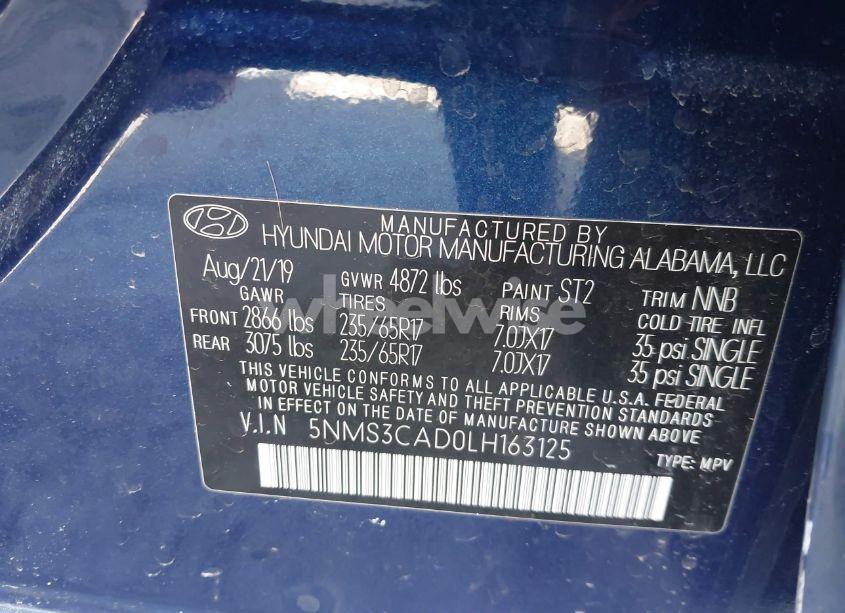 MANUFACTURED BY
HYUNDAI MOTOR MANUFACTURING ALABAMA, LLC
Aug/21/19 GVWR 4872 lbs PAINT ST2 TRIM NNB
GAWR TIRES RIMS COLD TIRE INFL
FRONT 2866 lbs 235/65R17 7.0JX17 35 psi SINGLE
REAR 3075 lbs 235/65R17 7.0JX17 35 psi SINGLE
THIS VEHICLE CONFORMS TO ALL APPLICABLE U.S.A. FEDERAL
MOTOR VEHICLE SAFETY AND THEFT PREVENTION STANDARDS
IN EFFECT ON THE DATE OF MANUFACTURE SHOWN ABOVE
V.I.N 5NMS3CAD0LH163125
TYPE: MPV
wheelwise